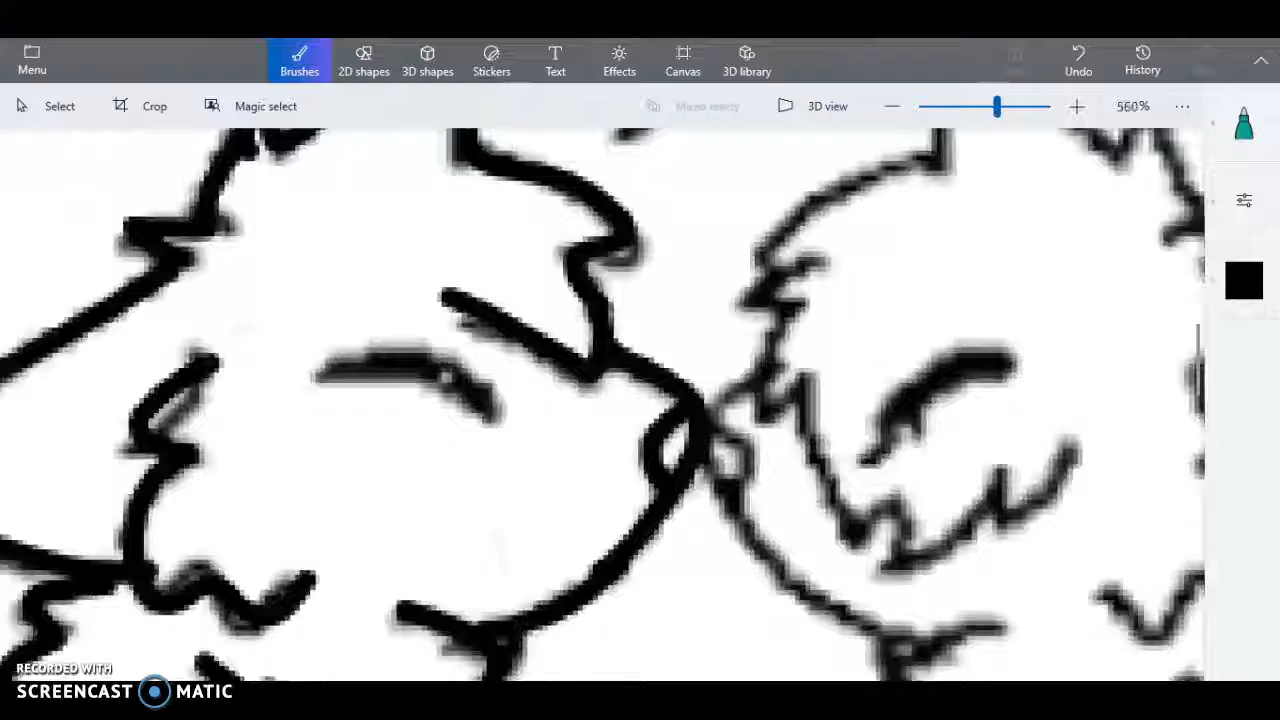 Menu
Brushes
2D shapes
3D shapes
Stickers
Text
Effects
Canvas
3D library
Undo
History
Select
Crop
Magic select
3D view
560%
RECORDED WITH
SCREENCAST MATIC